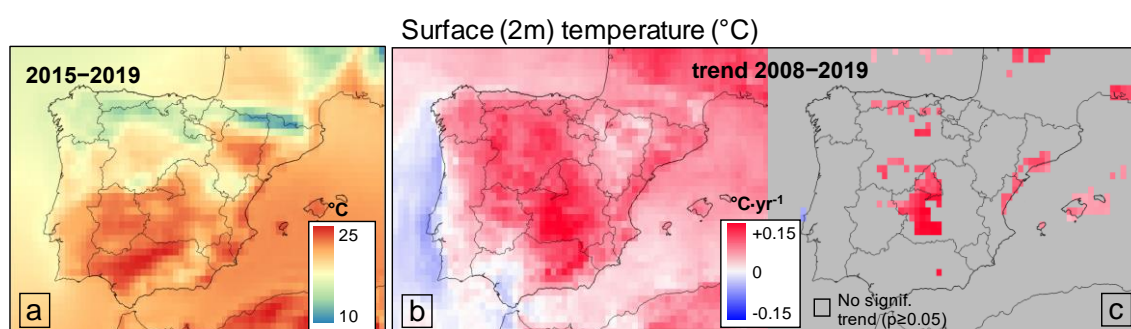 Surface (2m) temperature (°C)
2015−2019
trend 2008−2019
°C
25
10
a
°C·yr⁻¹
+0.15
0
-0.15
b
No signif.
trend (p≥0.05)
c